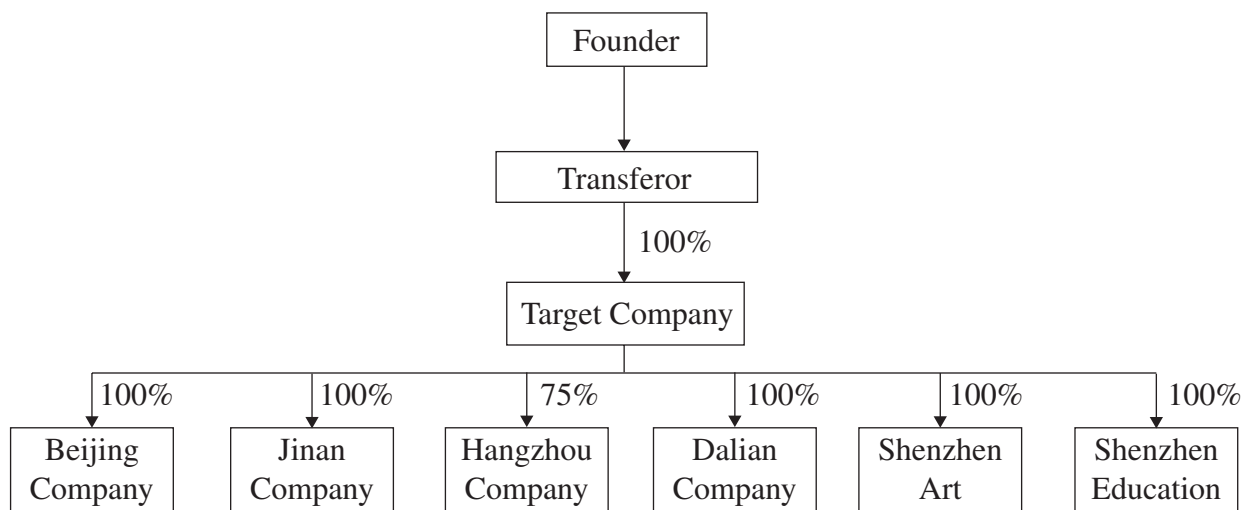 Founder
Transferor
100%
Target Company
100%
100%
75%
100%
100%
100%
Beijing
Company
Jinan
Company
Hangzhou
Company
Dalian
Company
Shenzhen
Art
Shenzhen
Education